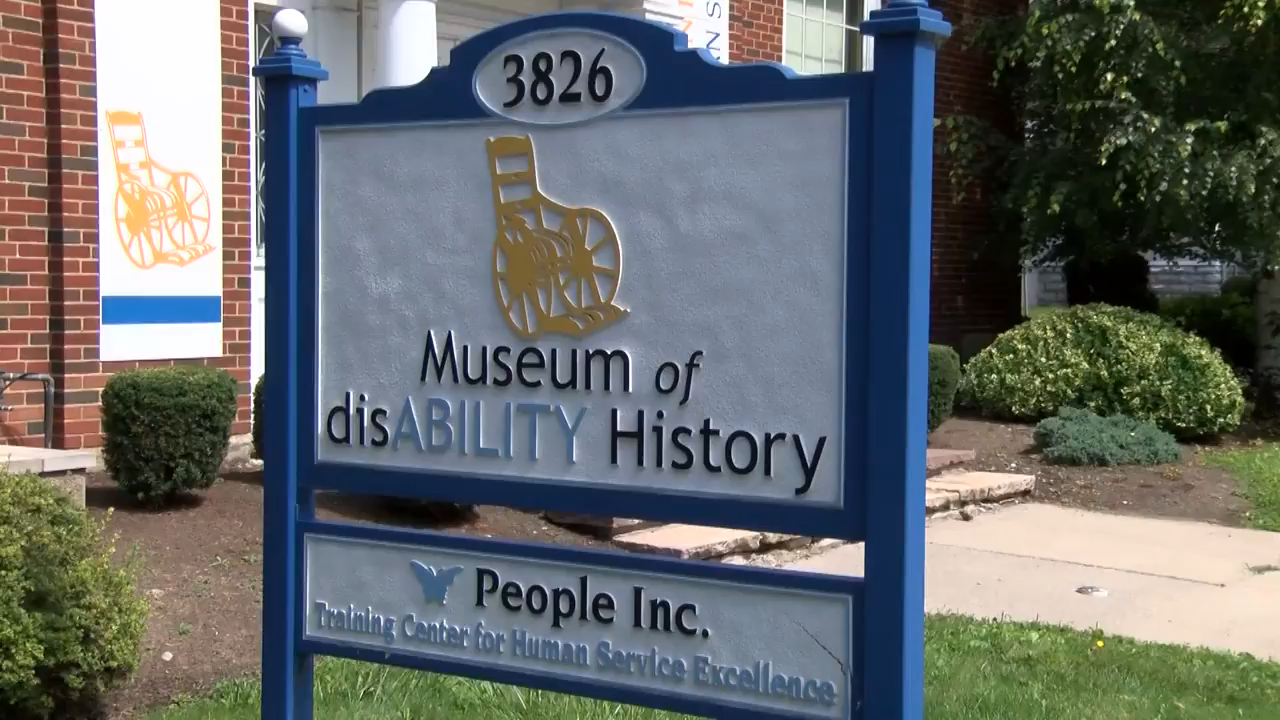 3826
Museum of
disABILITY History
People Inc.
Training Center for Human Service Excellence